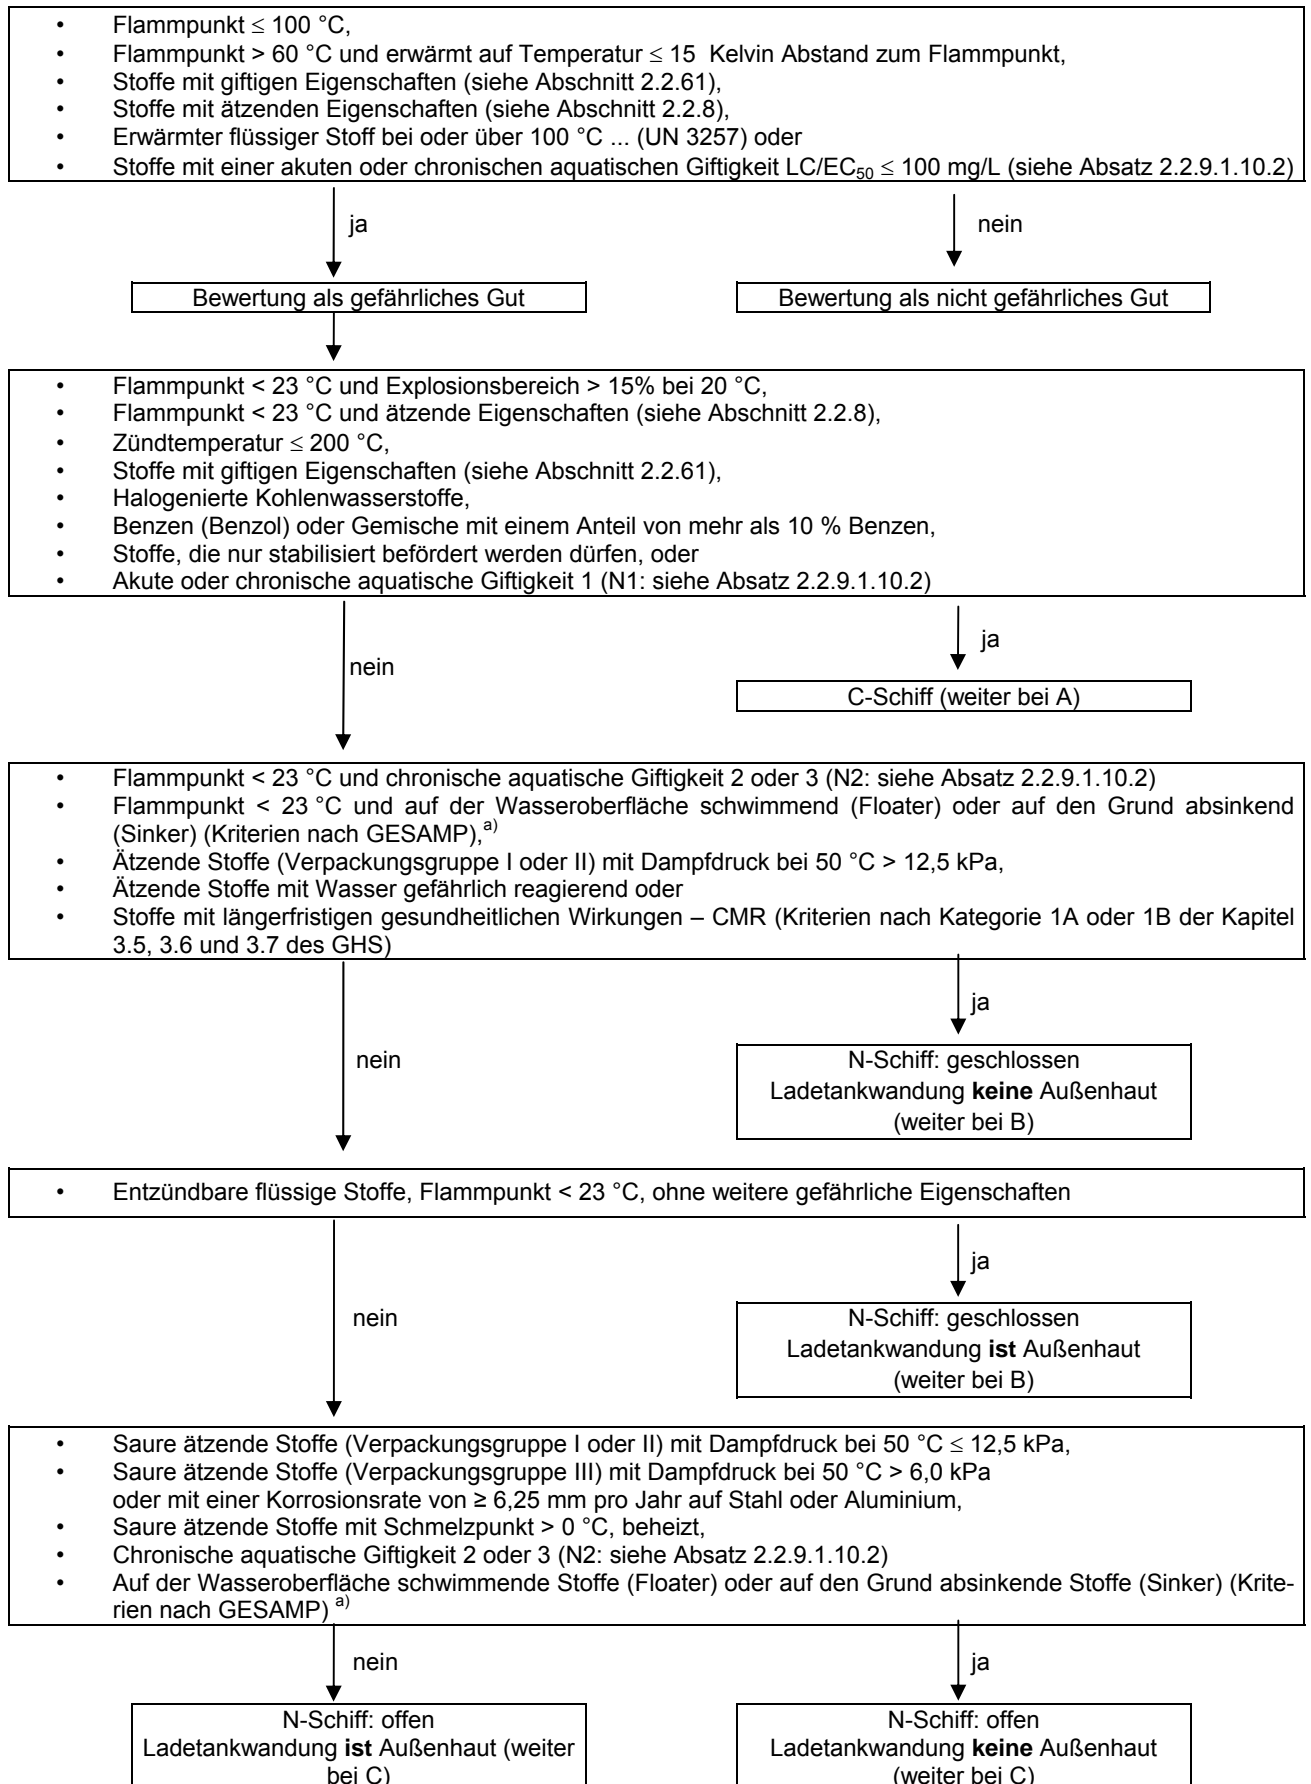 • Flammpunkt ≤ 100 °C,
• Flammpunkt > 60 °C und erwärmt auf Temperatur ≤ 15 Kelvin Abstand zum Flammpunkt,
• Stoffe mit giftigen Eigenschaften (siehe Abschnitt 2.2.61),
• Stoffe mit ätzenden Eigenschaften (siehe Abschnitt 2.2.8),
• Erwärmter flüssiger Stoff bei oder über 100 °C ... (UN 3257) oder
• Stoffe mit einer akuten oder chronischen aquatischen Giftigkeit LC/EC50 ≤ 100 mg/L (siehe Absatz 2.2.9.1.10.2)
ja
nein
Bewertung als gefährliches Gut
Bewertung als nicht gefährliches Gut
• Flammpunkt < 23 °C und Explosionsbereich > 15% bei 20 °C,
• Flammpunkt < 23 °C und ätzende Eigenschaften (siehe Abschnitt 2.2.8),
• Zündtemperatur ≤ 200 °C,
• Stoffe mit giftigen Eigenschaften (siehe Abschnitt 2.2.61),
• Halogenierte Kohlenwasserstoffe,
• Benzen (Benzol) oder Gemische mit einem Anteil von mehr als 10 % Benzen,
• Stoffe, die nur stabilisiert befördert werden dürfen, oder
• Akute oder chronische aquatische Giftigkeit 1 (N1: siehe Absatz 2.2.9.1.10.2)
nein
ja
C-Schiff (weiter bei A)
• Flammpunkt < 23 °C und chronische aquatische Giftigkeit 2 oder 3 (N2: siehe Absatz 2.2.9.1.10.2)
• Flammpunkt < 23 °C und auf der Wasseroberfläche schwimmend (Floater) oder auf den Grund absinkend
(Sinker) (Kriterien nach GESAMP),a)
• Ätzende Stoffe (Verpackungsgruppe I oder II) mit Dampfdruck bei 50 °C > 12,5 kPa,
• Ätzende Stoffe mit Wasser gefährlich reagierend oder
• Stoffe mit längerfristigen gesundheitlichen Wirkungen – CMR (Kriterien nach Kategorie 1A oder 1B der Kapitel
3.5, 3.6 und 3.7 des GHS)
nein
ja
N-Schiff: geschlossen
Ladetankwandung keine Außenhaut
(weiter bei B)
• Entzündbare flüssige Stoffe, Flammpunkt < 23 °C, ohne weitere gefährliche Eigenschaften
nein
ja
N-Schiff: geschlossen
Ladetankwandung ist Außenhaut
(weiter bei B)
• Saure ätzende Stoffe (Verpackungsgruppe I oder II) mit Dampfdruck bei 50 °C ≤ 12,5 kPa,
• Saure ätzende Stoffe (Verpackungsgruppe III) mit Dampfdruck bei 50 °C > 6,0 kPa
oder mit einer Korrosionsrate von ≥ 6,25 mm pro Jahr auf Stahl oder Aluminium,
• Saure ätzende Stoffe mit Schmelzpunkt > 0 °C, beheizt,
• Chronische aquatische Giftigkeit 2 oder 3 (N2: siehe Absatz 2.2.9.1.10.2)
• Auf der Wasseroberfläche schwimmende Stoffe (Floater) oder auf den Grund absinkende Stoffe (Sinker) (Krite-
rien nach GESAMP) a)
nein
ja
N-Schiff: offen
Ladetankwandung ist Außenhaut (weiter
bei C)
N-Schiff: offen
Ladetankwandung keine Außenhaut
(weiter bei C)